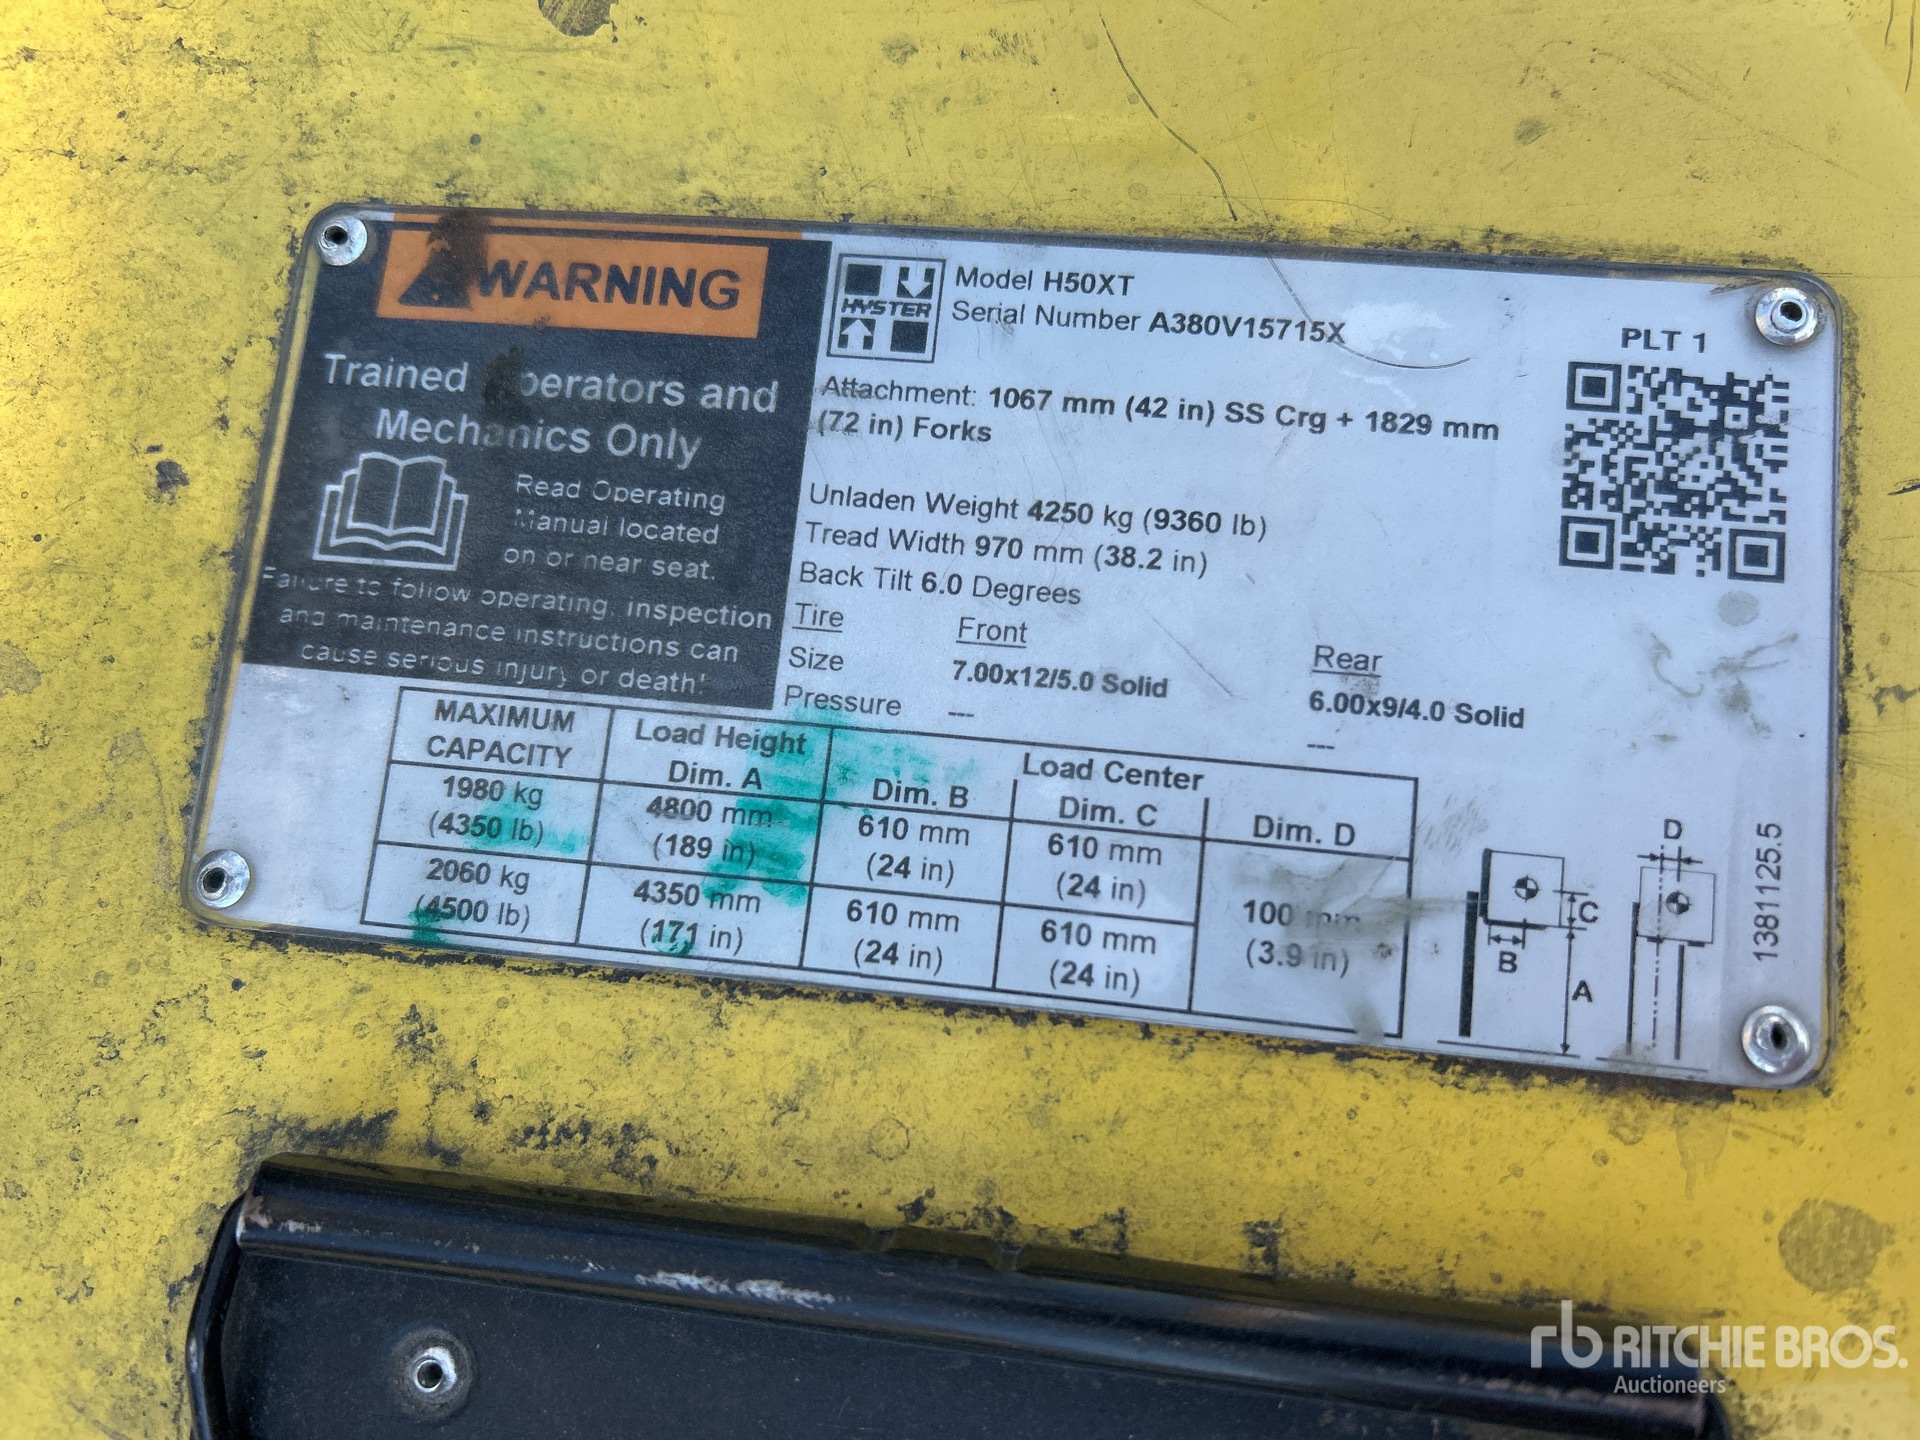 WARNING
Trained Operators and
Mechanics Only
Read Operating
Manual located
on or near seat.
Failure to follow operating, inspection
and maintenance instructions can
cause serious injury or death!
HYSTER
Model H50XT
Serial Number A380V15715X
Attachment: 1067 mm (42 in) SS Crg + 1829 mm
(72 in) Forks
Unladen Weight 4250 kg (9360 lb)
Tread Width 970 mm (38.2 in)
Back Tilt 6.0 Degrees
Tire Front Rear
Size 7.00x12/5.0 Solid 6.00x9/4.0 Solid
Pressure --- ---
PLT 1
MAXIMUM CAPACITY Load Height Dim. A Load Center
Dim. B Dim. C Dim. D
1980 kg 4800 mm 610 mm 610 mm
(4350 lb) (189 in) (24 in) (24 in)
2060 kg 4350 mm 610 mm 610 mm 100 mm
(4500 lb) (171 in) (24 in) (24 in) (3.9 in)
D
C
B
A
1381125.5
rb RITCHIE BROS.
Auctioneers